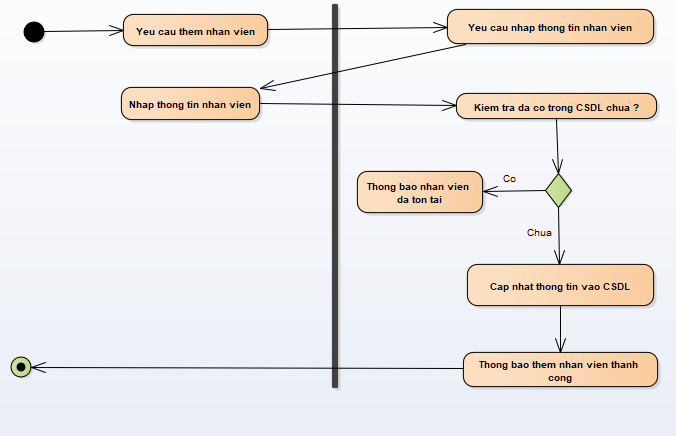 Yeu cau them nhan vien
Yeu cau nhap thong tin nhan vien
Nhap thong tin nhan vien
Kiem tra da co trong CSDL chua ?
Thong bao nhan vien
da ton tai
Co
Chua
Cap nhat thong tin vao CSDL
Thong bao them nhan vien thanh
cong